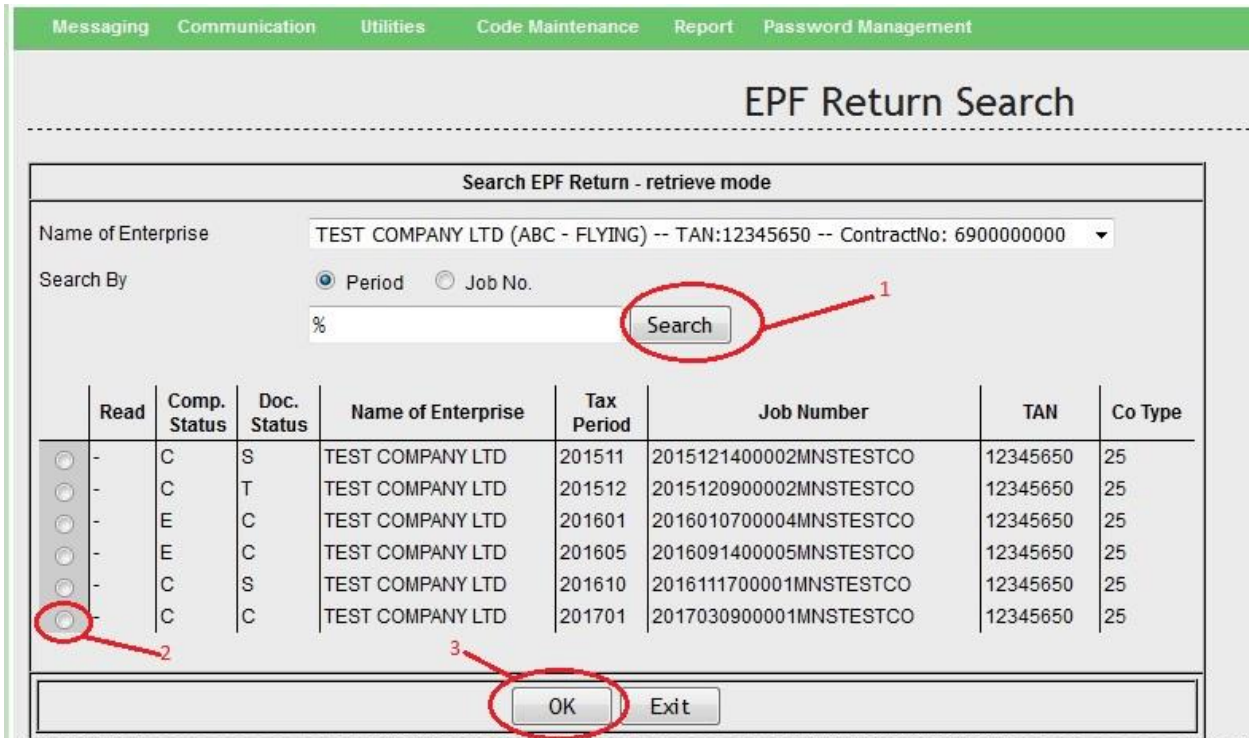 Messaging Communication Utilities Code Maintenance Report Password Management
EPF Return Search
Search EPF Return - retrieve mode
Name of Enterprise TEST COMPANY LTD (ABC - FLYING) -- TAN:12345650 -- ContractNo: 6900000000
Search By Period Job No.
1
% Search
Read Comp. Status Doc. Status Name of Enterprise Tax Period Job Number TAN Co Type
- C S TEST COMPANY LTD 201511 2015121400002MNSTESTCO 12345650 25
- C T TEST COMPANY LTD 201512 2015120900002MNSTESTCO 12345650 25
- E C TEST COMPANY LTD 201601 2016010700004MNSTESTCO 12345650 25
- E C TEST COMPANY LTD 201605 2016091400005MNSTESTCO 12345650 25
- C S TEST COMPANY LTD 201610 2016111700001MNSTESTCO 12345650 25
- C C TEST COMPANY LTD 201701 2017030900001MNSTESTCO 12345650 25
2 3
OK Exit